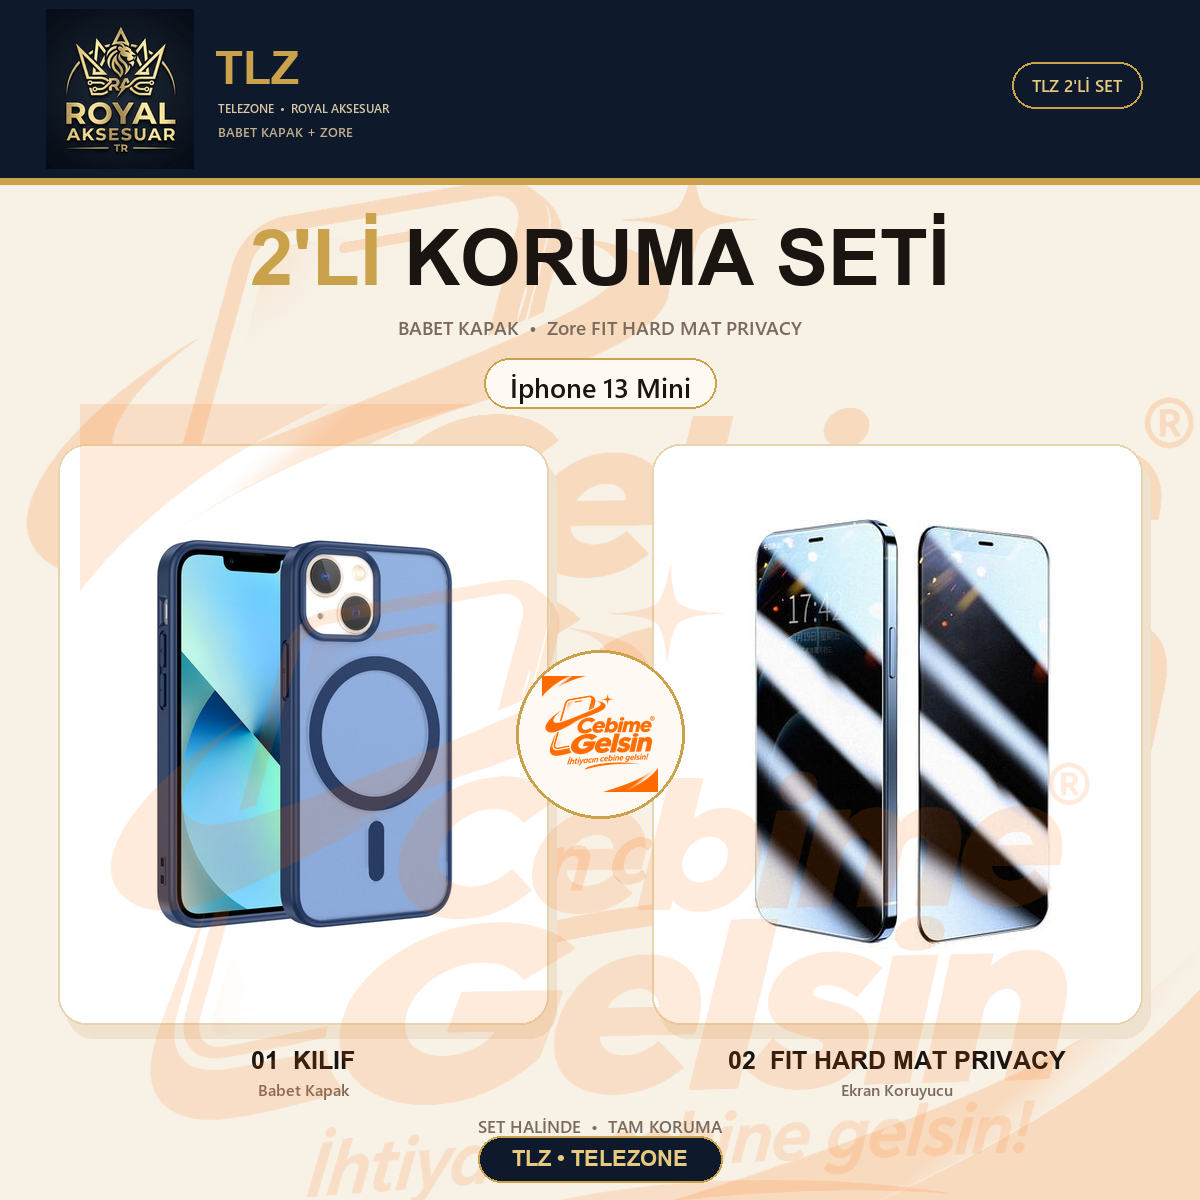 ROYAL
AKSESUAR
TR
TLZ
TELEZONE • ROYAL AKSESUAR
BABET KAPAK + ZORE
TLZ 2'Lİ SET
2'Lİ KORUMA SETİ
BABET KAPAK • Zore FIT HARD MAT PRIVACY
İphone 13 Mini
17:42
Cebime
Gelsin
İhtiyacın cebine gelsin!
Cebime
Gelsin
01 KILIF
Babet Kapak
02 FIT HARD MAT PRIVACY
Ekran Koruyucu
SET HALİNDE • TAM KORUMA
TLZ • TELEZONE